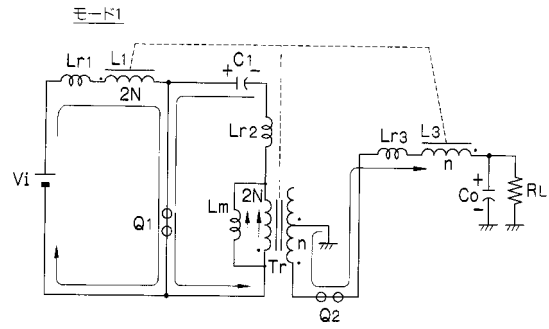 モード1
Lr1 L1
2N
+ C1 -
Lr2
Lr3 L3
n
Vi
Q1
Lm
2N
n
Tr
Q2
+
Co
-
RL